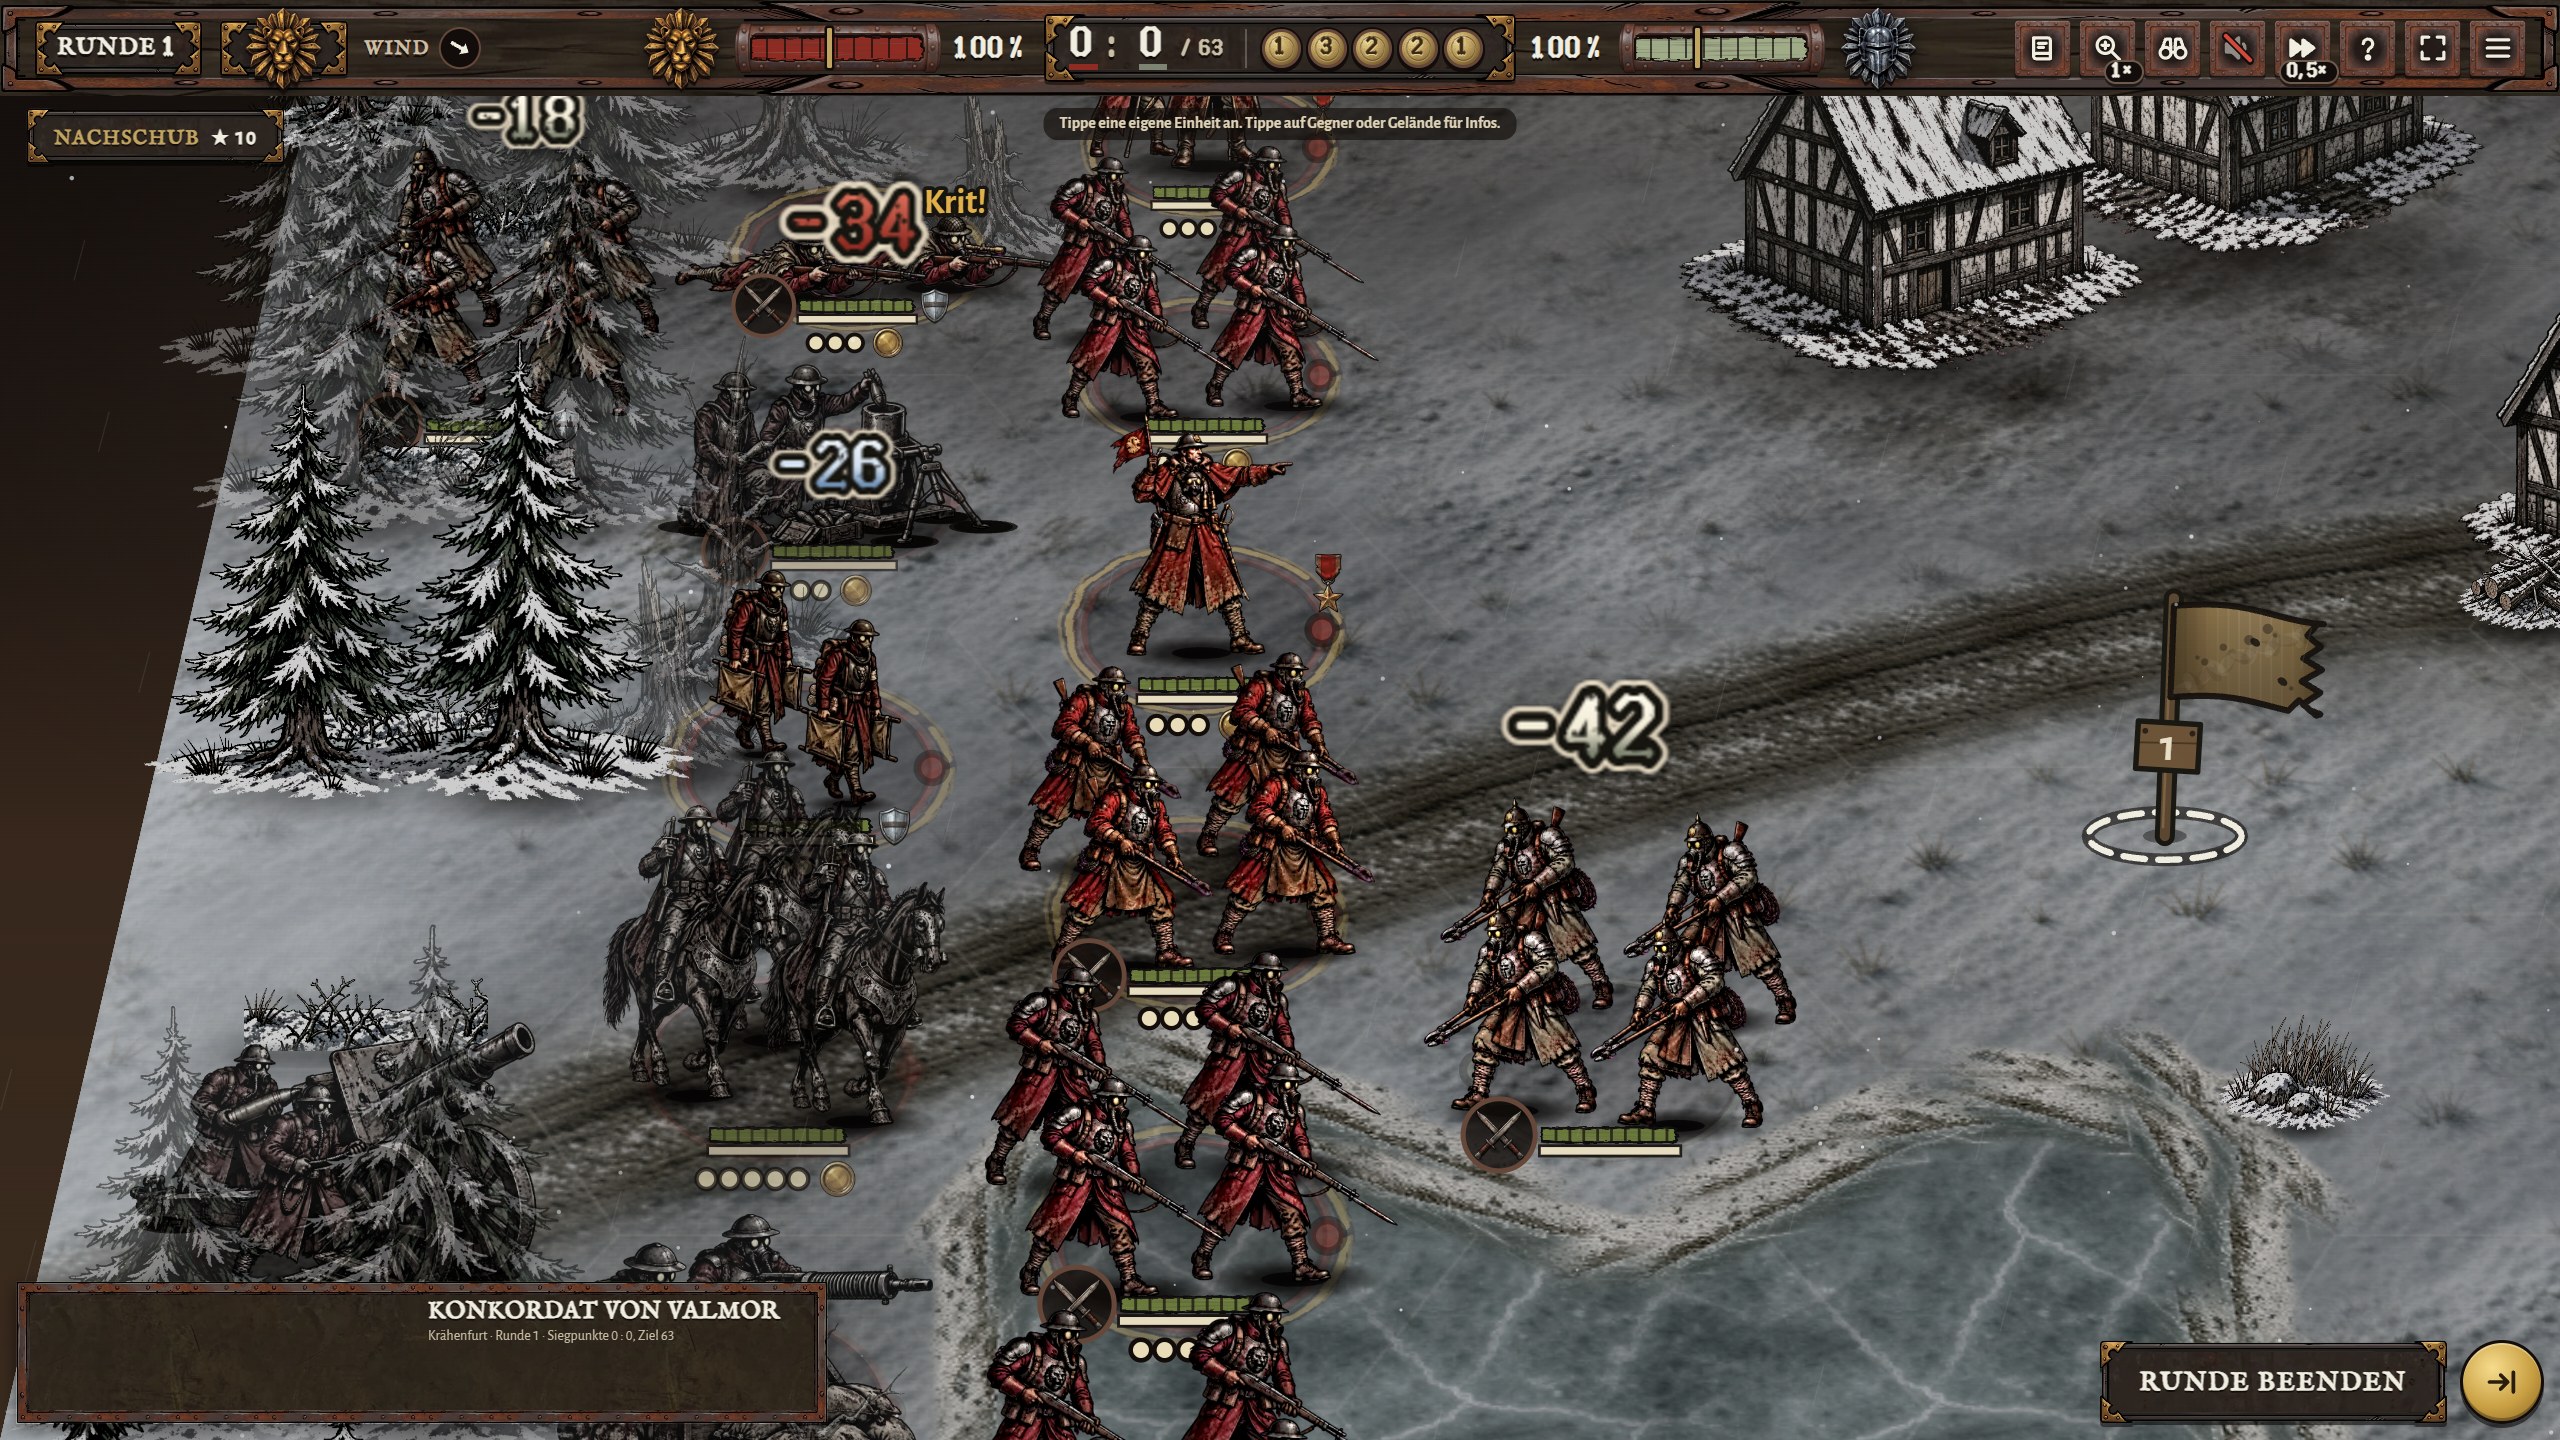 RUNDE 1
WIND
100 %
0 : 0 / 63
1 3 2 2 1
100 %
1×
0,5×
?
NACHSCHUB ★ 10
Tippe eine eigene Einheit an. Tippe auf Gegner oder Gelände für Infos.
-18
-34 Krit!
-26
-42
1
KONKORDAT VON VALMOR
Krähenfurt · Runde 1 · Siegpunkte 0 : 0, Ziel 63
RUNDE BEENDEN